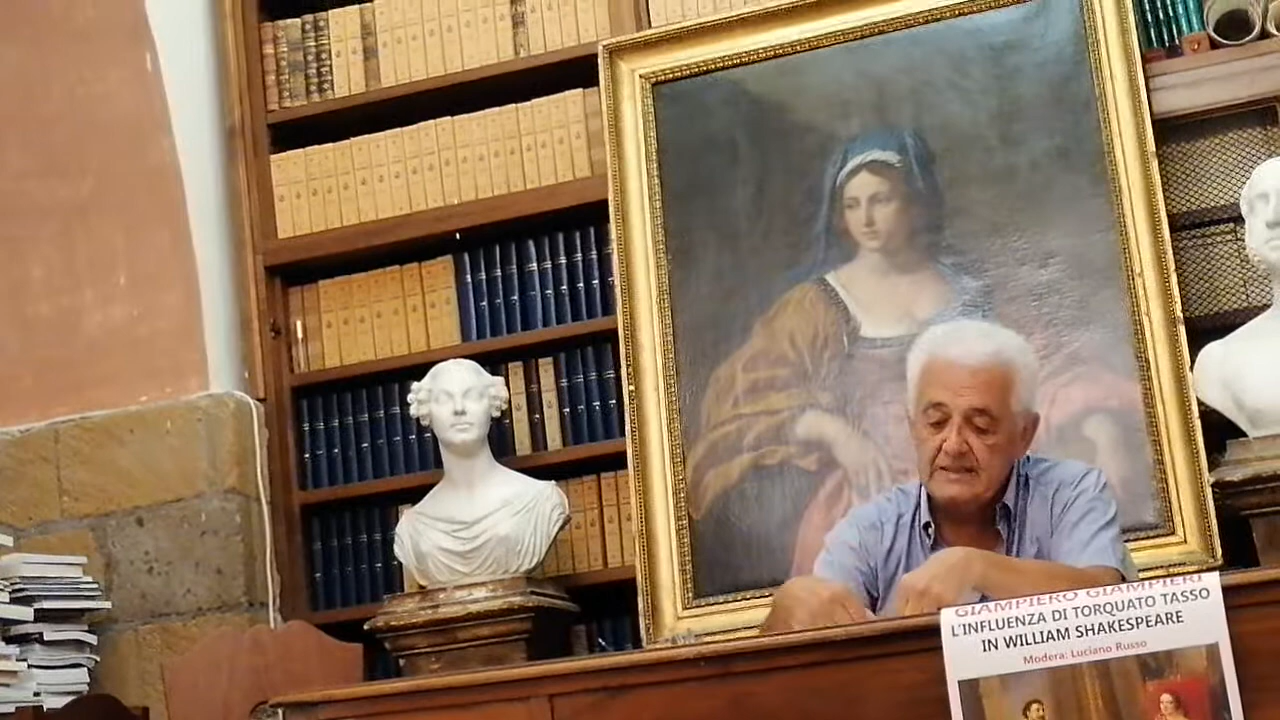 GIAMPIERO GIAMPIERI
L'INFLUENZA DI TORQUATO TASSO
IN WILLIAM SHAKESPEARE
Modera: Luciano Russo